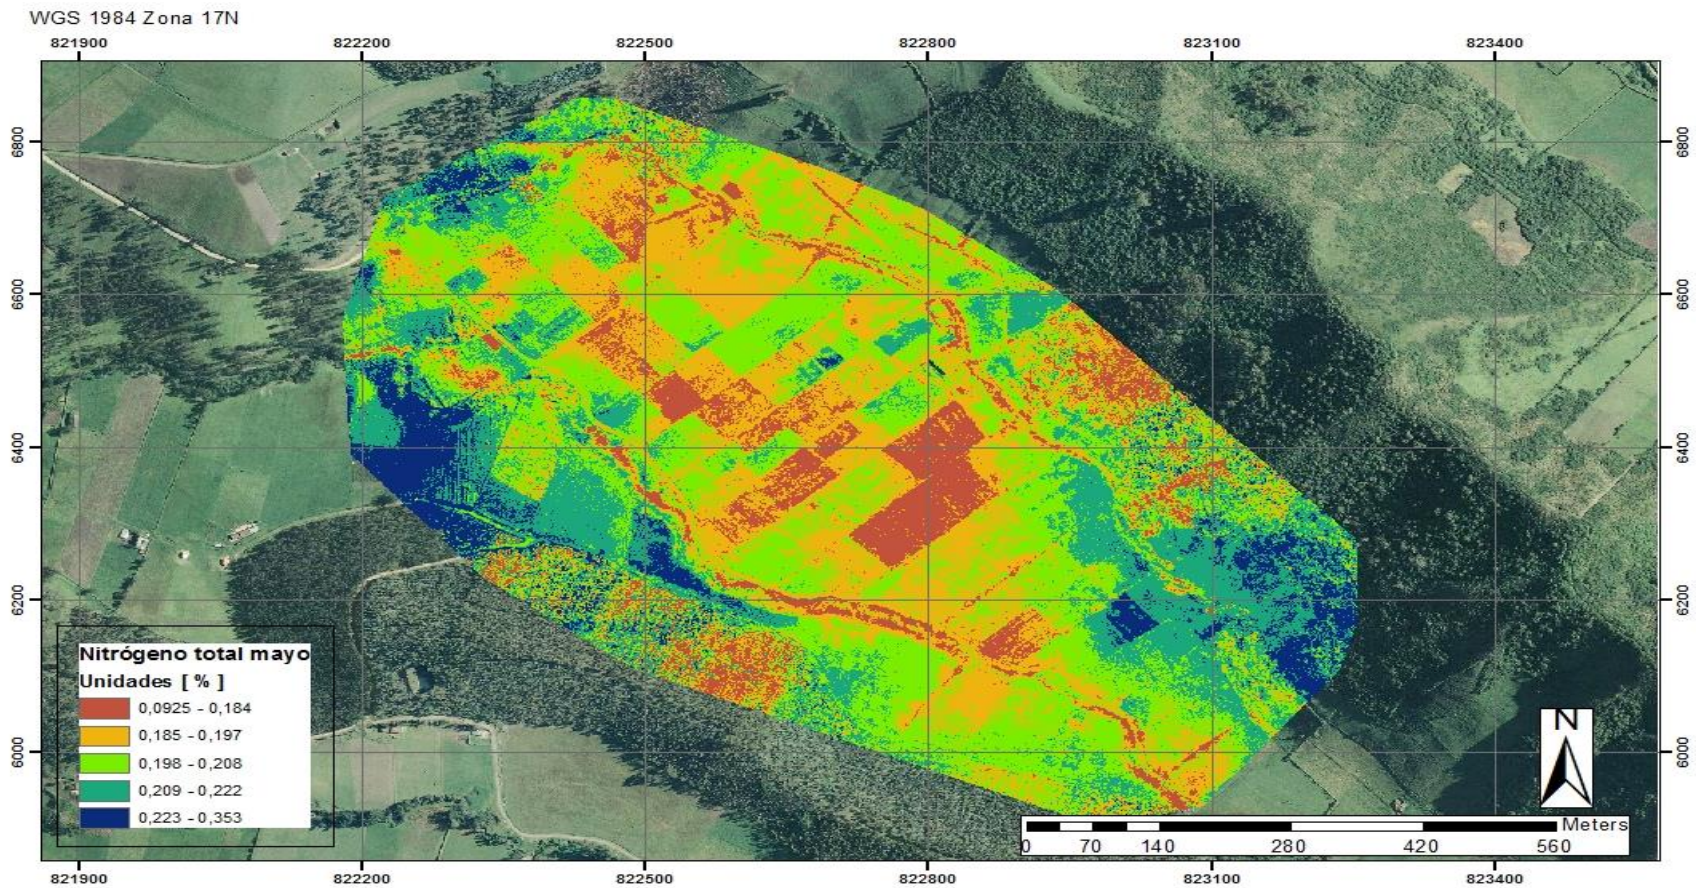 WGS 1984 Zona 17N
821900 822200 822500 822800 823100 823400
6800 6800
6600 6600
6400 6400
6200 6200
6000 6000
Nitrógeno total mayo
Unidades [ % ]
0,0925 - 0,184
0,185 - 0,197
0,198 - 0,208
0,209 - 0,222
0,223 - 0,353
N
Meters
0 70 140 280 420 560
821900 822200 822500 822800 823100 823400